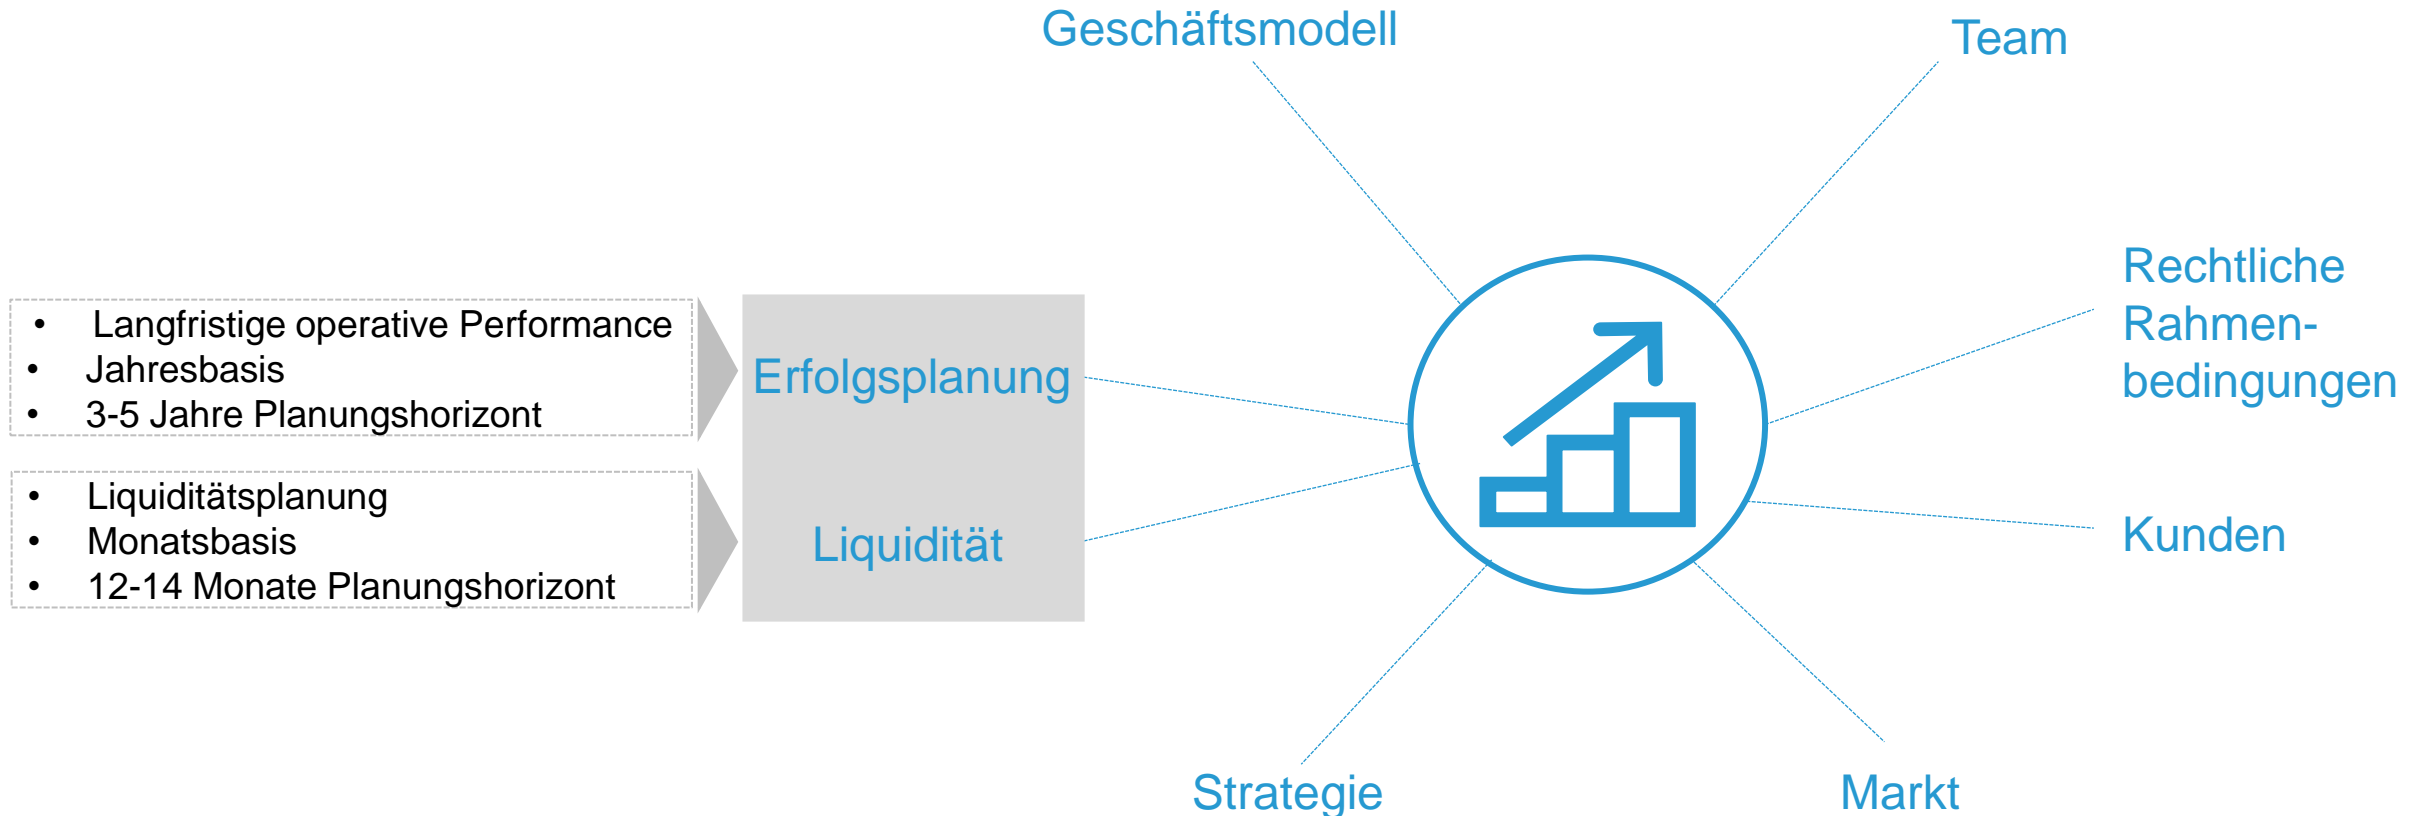 Geschäftsmodell
Team
Rechtliche
Rahmen-
bedingungen
• Langfristige operative Performance
• Jahresbasis
• 3-5 Jahre Planungshorizont
Erfolgsplanung
• Liquiditätsplanung
• Monatsbasis
• 12-14 Monate Planungshorizont
Liquidität
Kunden
Strategie
Markt